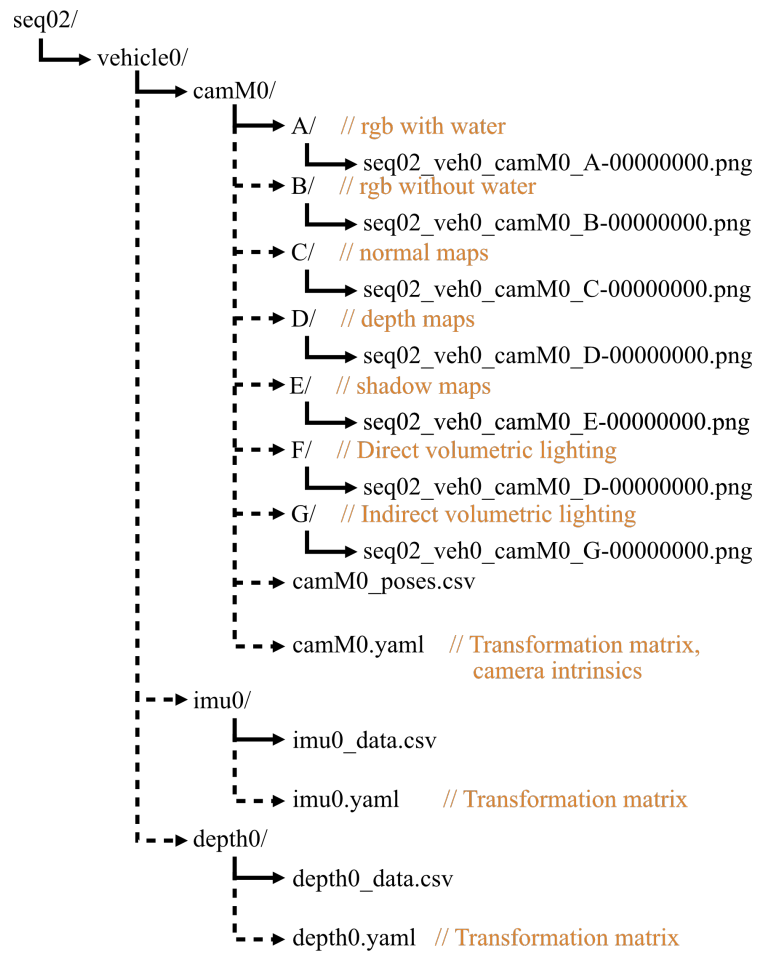 seq02/
vehicle0/
camM0/
A/ // rgb with water
seq02_veh0_camM0_A-00000000.png
B/ // rgb without water
seq02_veh0_camM0_B-00000000.png
C/ // normal maps
seq02_veh0_camM0_C-00000000.png
D/ // depth maps
seq02_veh0_camM0_D-00000000.png
E/ // shadow maps
seq02_veh0_camM0_E-00000000.png
F/ // Direct volumetric lighting
seq02_veh0_camM0_D-00000000.png
G/ // Indirect volumetric lighting
seq02_veh0_camM0_G-00000000.png
camM0_poses.csv
camM0.yaml // Transformation matrix,
camera intrinsics
imu0/
imu0_data.csv
imu0.yaml // Transformation matrix
depth0/
depth0_data.csv
depth0.yaml // Transformation matrix